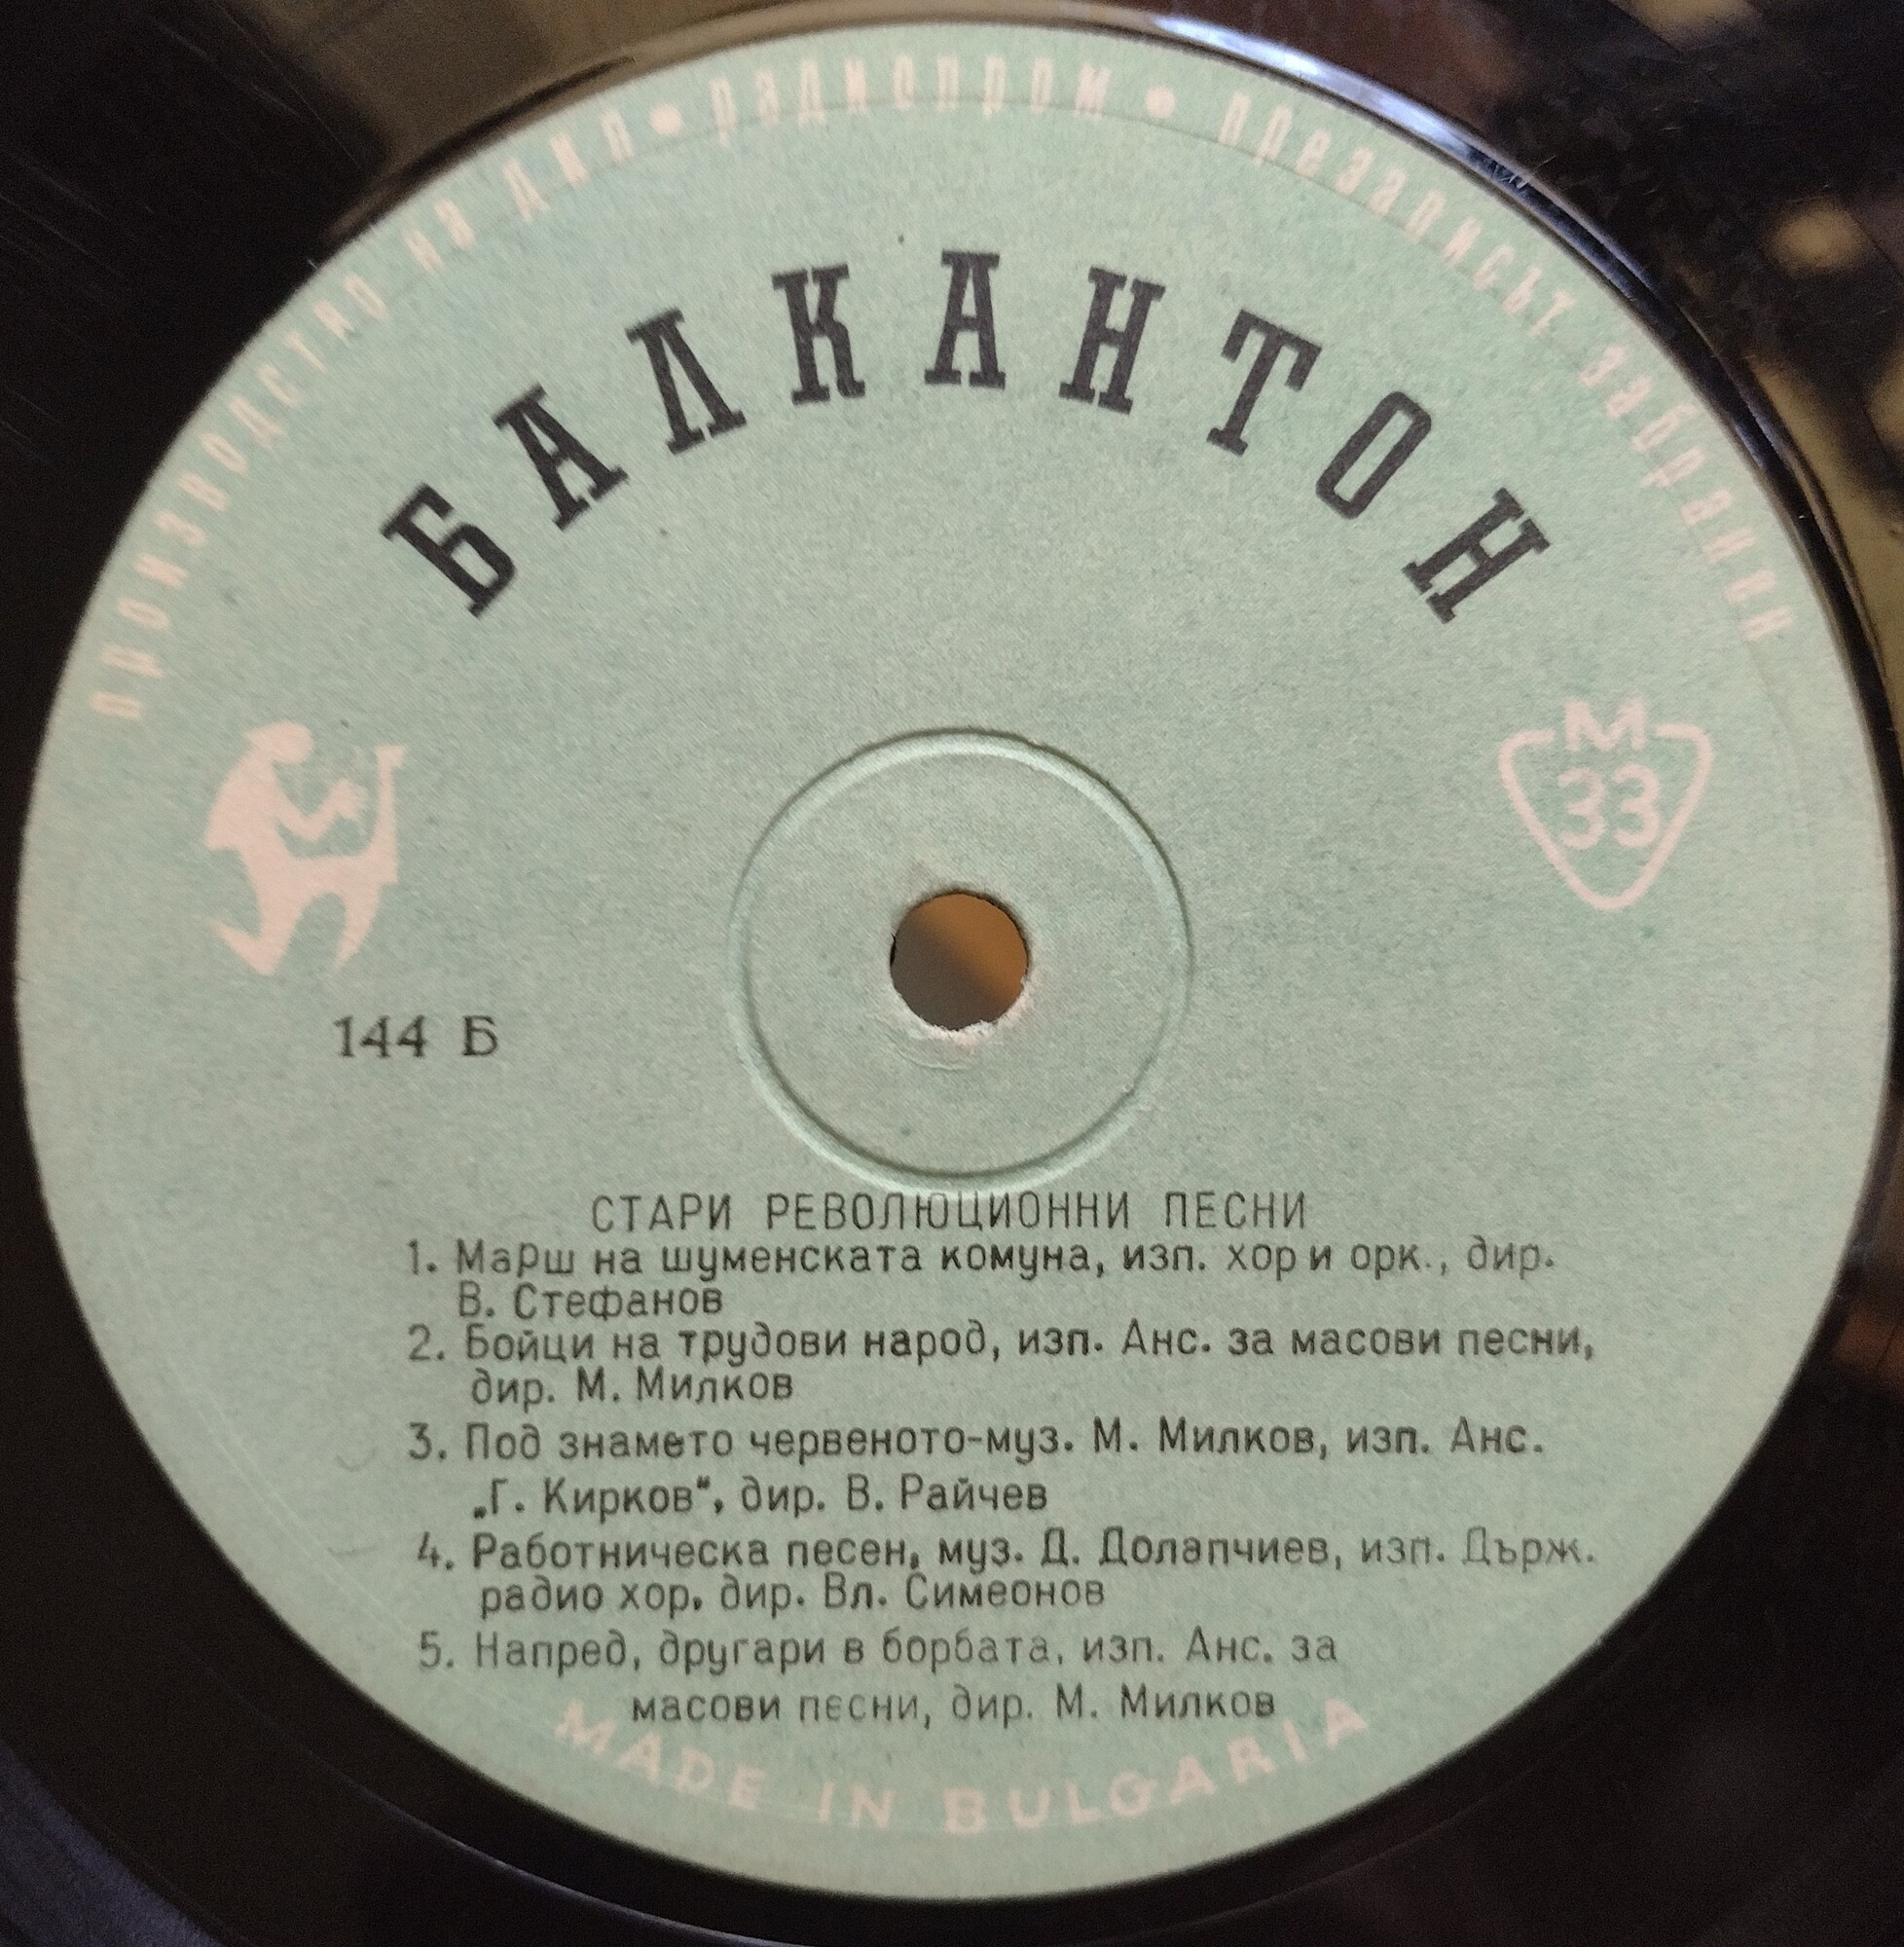 производство на джп • радиопром • презаписът забранен
БАЛКАНТОН
М
33
144 Б
СТАРИ РЕВОЛЮЦИОННИ ПЕСНИ
1. Марш на шуменската комуна, изп. хор и орк., дир.
В. Стефанов
2. Бойци на трудови народ, изп. Анс. за масови песни,
дир. М. Милков
3. Под знамето червеното-муз. М. Милков, изп. Анс.
„Г. Кирков“, дир. В. Райчев
4. Работническа песен, муз. Д. Долапчиев, изп. Държ.
радио хор, дир. Вл. Симеонов
5. Напред, другари в борбата, изп. Анс. за
масови песни, дир. М. Милков
MADE IN BULGARIA